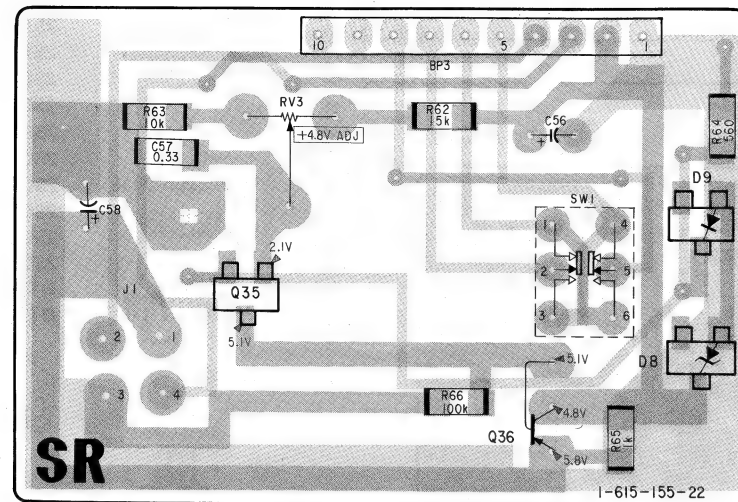 10 5 1
BP3
R63
10k
RV3
R62
15k
C56
+
R64
560
+4.8V ADJ
C57
0.33
D9
C58
+
SW1
1 4
2 5
3 6
2.1V
Q35
J1
5.1V
2 1
3 4
5.1V
D8
R66
100k
4.8V
Q36
R65
1k
5.8V
SR
1-615-155-22